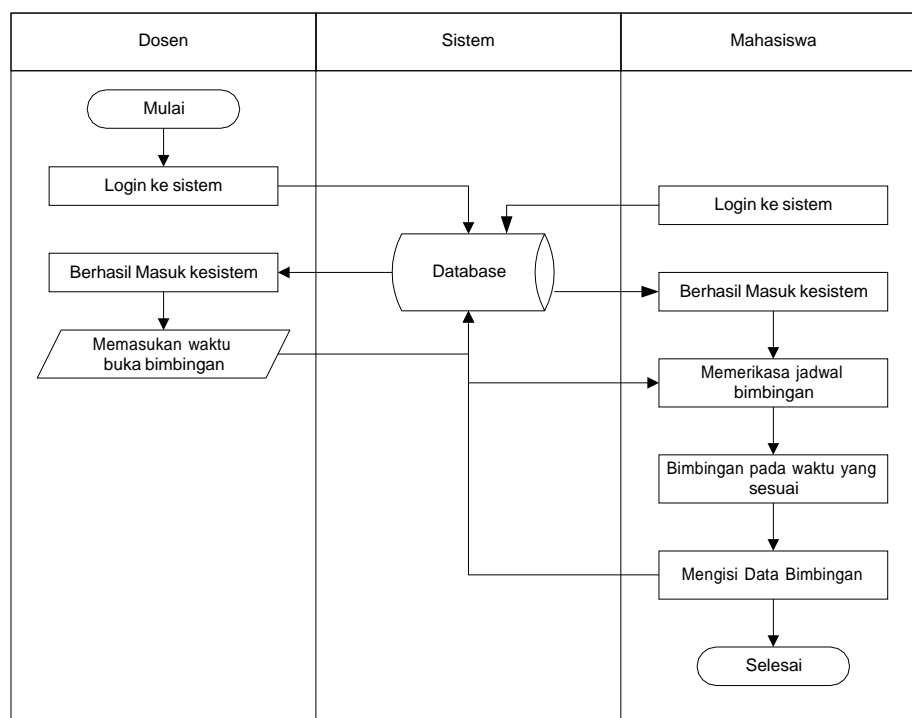 Dosen
Sistem
Mahasiswa
Mulai
Login ke sistem
Login ke sistem
Berhasil Masuk kesistem
Database
Berhasil Masuk kesistem
Memasukan waktu
buka bimbingan
Memerikasa jadwal
bimbingan
Bimbingan pada waktu yang
sesuai
Mengisi Data Bimbingan
Selesai